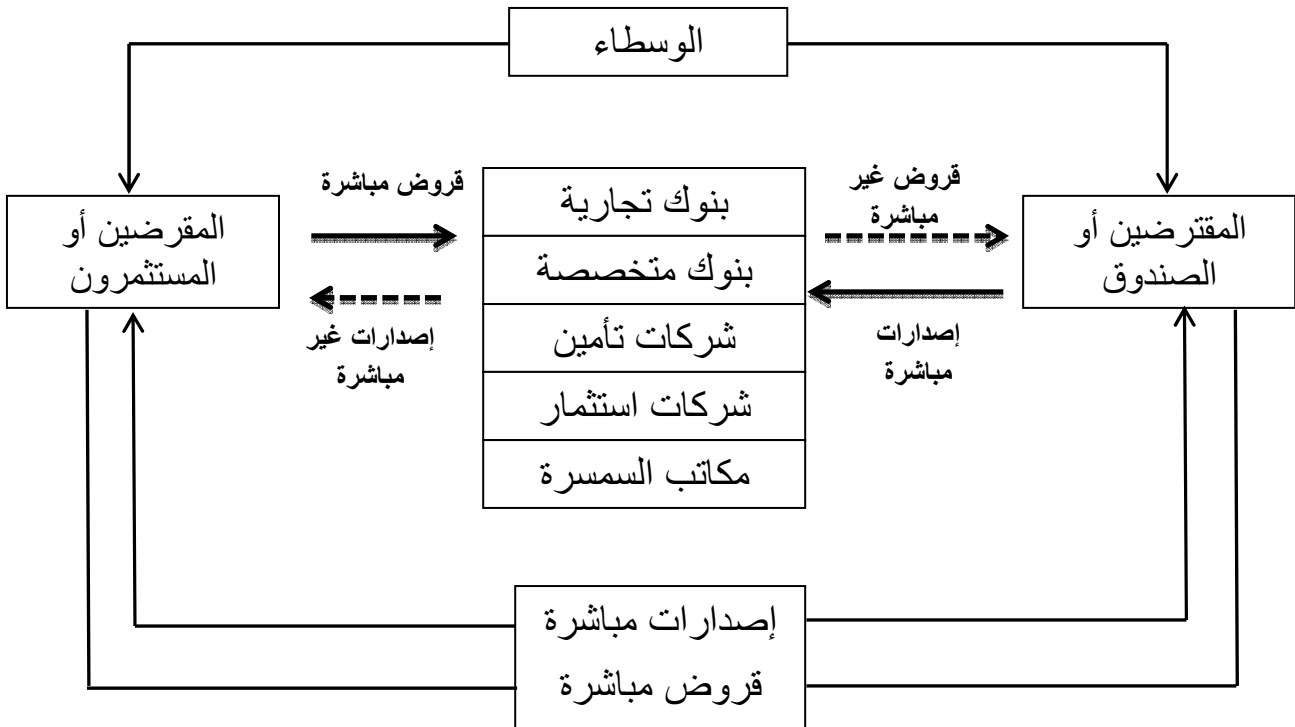 الوسطاء
قروض غير
مباشرة
قروض مباشرة
المقترضين أو
الصندوق
المقرضين أو
المستثمرون
بنوك تجارية
بنوك متخصصة
شركات تأمين
شركات استثمار
مكاتب السمسرة
إصدارات
مباشرة
إصدارات غير
مباشرة
إصدارات مباشرة
قروض مباشرة